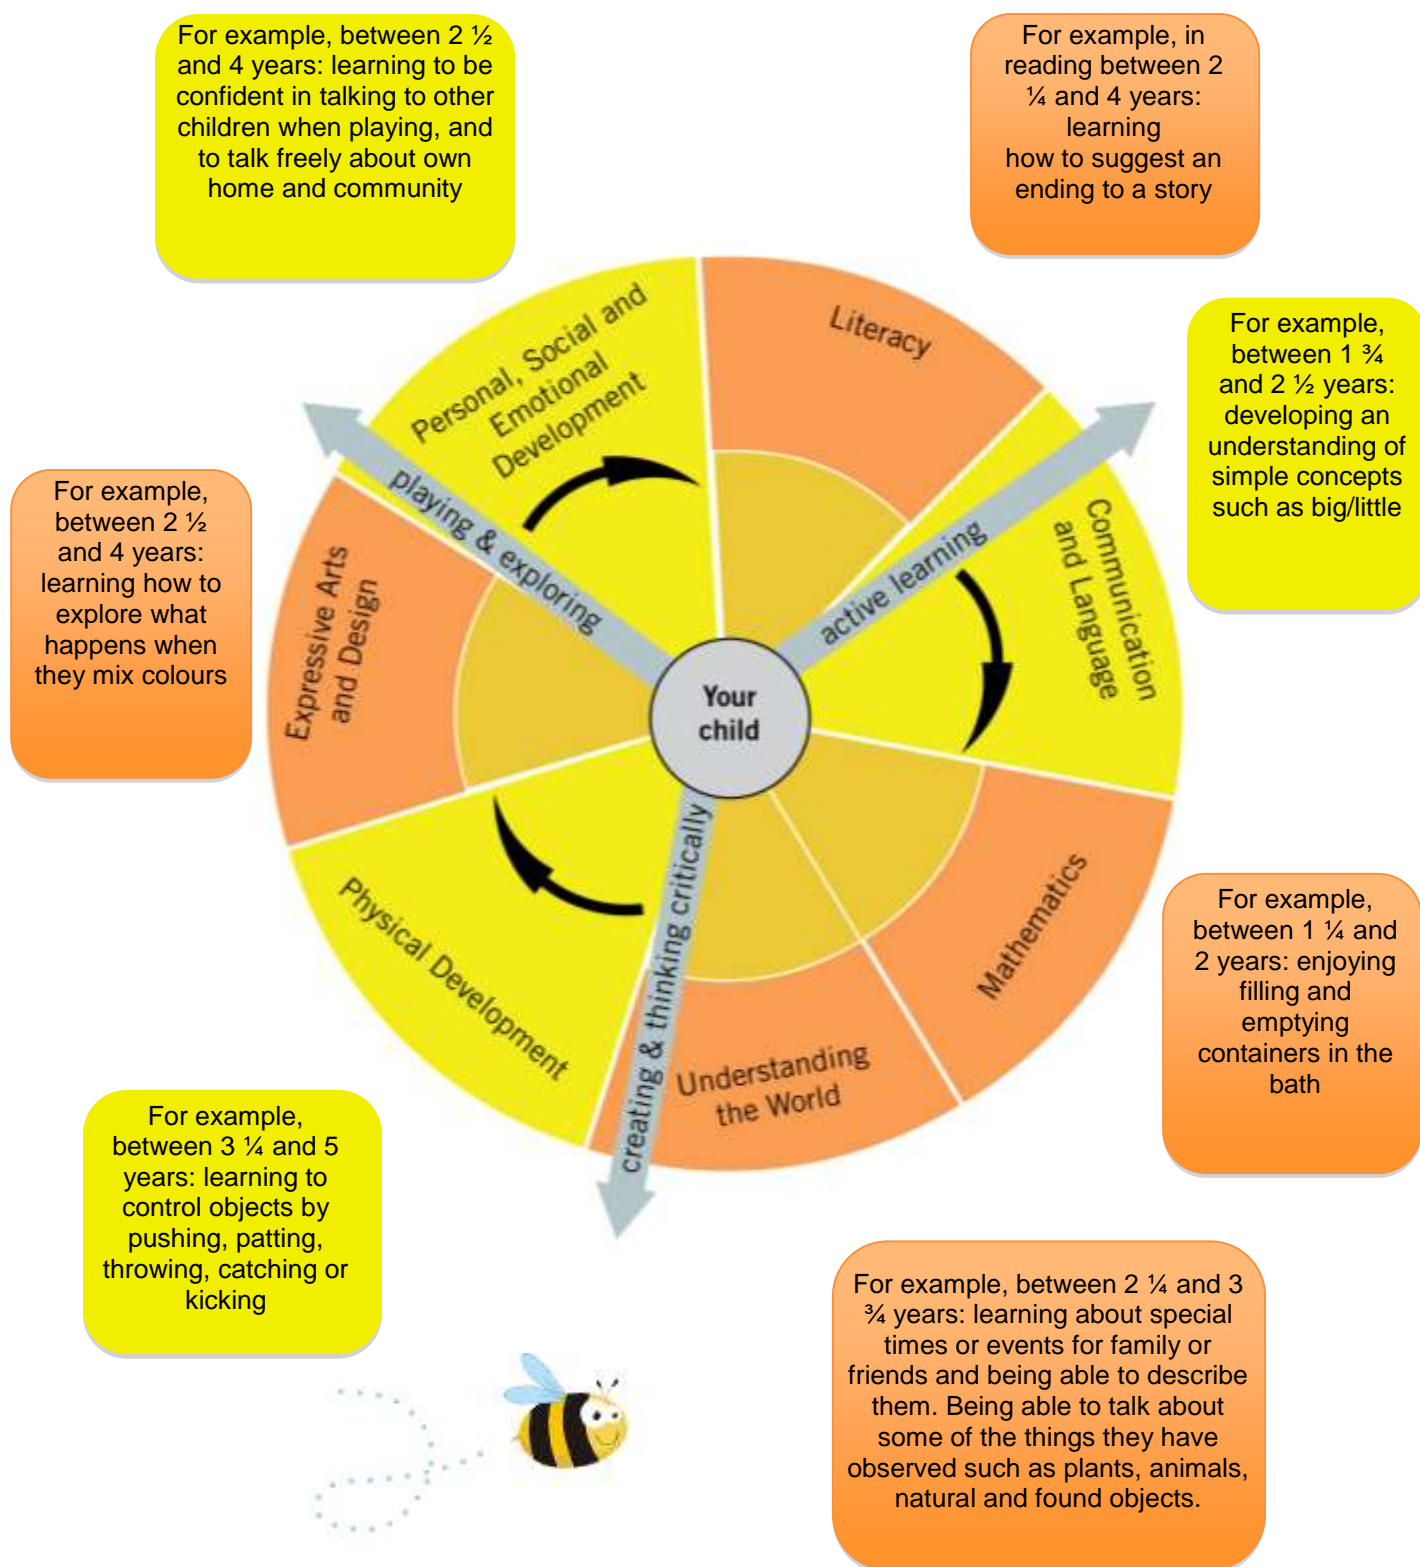 For example, between 2 ½
and 4 years: learning to be
confident in talking to other
children when playing, and
to talk freely about own
home and community
For example, in
reading between 2
¼ and 4 years:
learning
how to suggest an
ending to a story
For example,
between 1 ¾
and 2 ½ years:
developing an
understanding of
simple concepts
such as big/little
For example,
between 2 ½
and 4 years:
learning how to
explore what
happens when
they mix colours
Personal, Social and
Emotional
Development
Literacy
Communication
and Language
Mathematics
Understanding
the World
Physical Development
Expressive Arts
and Design
playing & exploring
active learning
creating & thinking critically
Your
child
For example,
between 1 ¼ and
2 years: enjoying
filling and
emptying
containers in the
bath
For example,
between 3 ¼ and 5
years: learning to
control objects by
pushing, patting,
throwing, catching or
kicking
For example, between 2 ¼ and 3
¾ years: learning about special
times or events for family or
friends and being able to describe
them. Being able to talk about
some of the things they have
observed such as plants, animals,
natural and found objects.